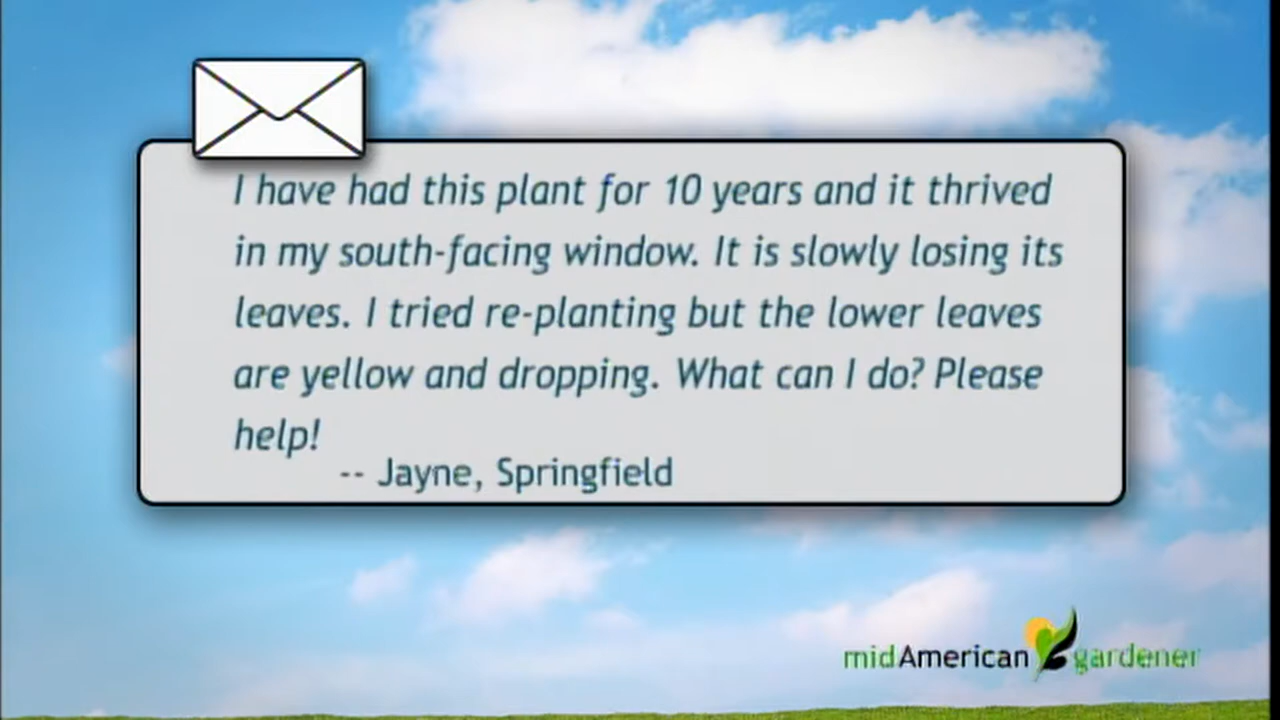 I have had this plant for 10 years and it thrived
in my south-facing window. It is slowly losing its
leaves. I tried re-planting but the lower leaves
are yellow and dropping. What can I do? Please
help!
-- Jayne, Springfield
midAmerican gardener